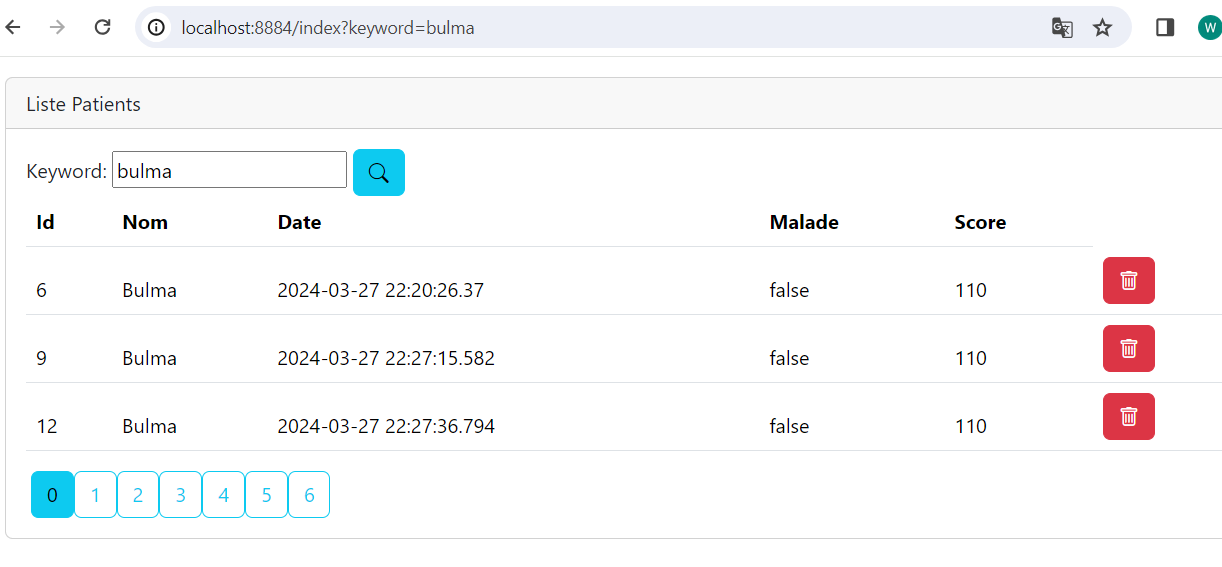 localhost:8884/index?keyword=bulma
W
Liste Patients
Keyword: bulma
Id Nom Date Malade Score
6 Bulma 2024-03-27 22:20:26.37 false 110
9 Bulma 2024-03-27 22:27:15.582 false 110
12 Bulma 2024-03-27 22:27:36.794 false 110
0 1 2 3 4 5 6